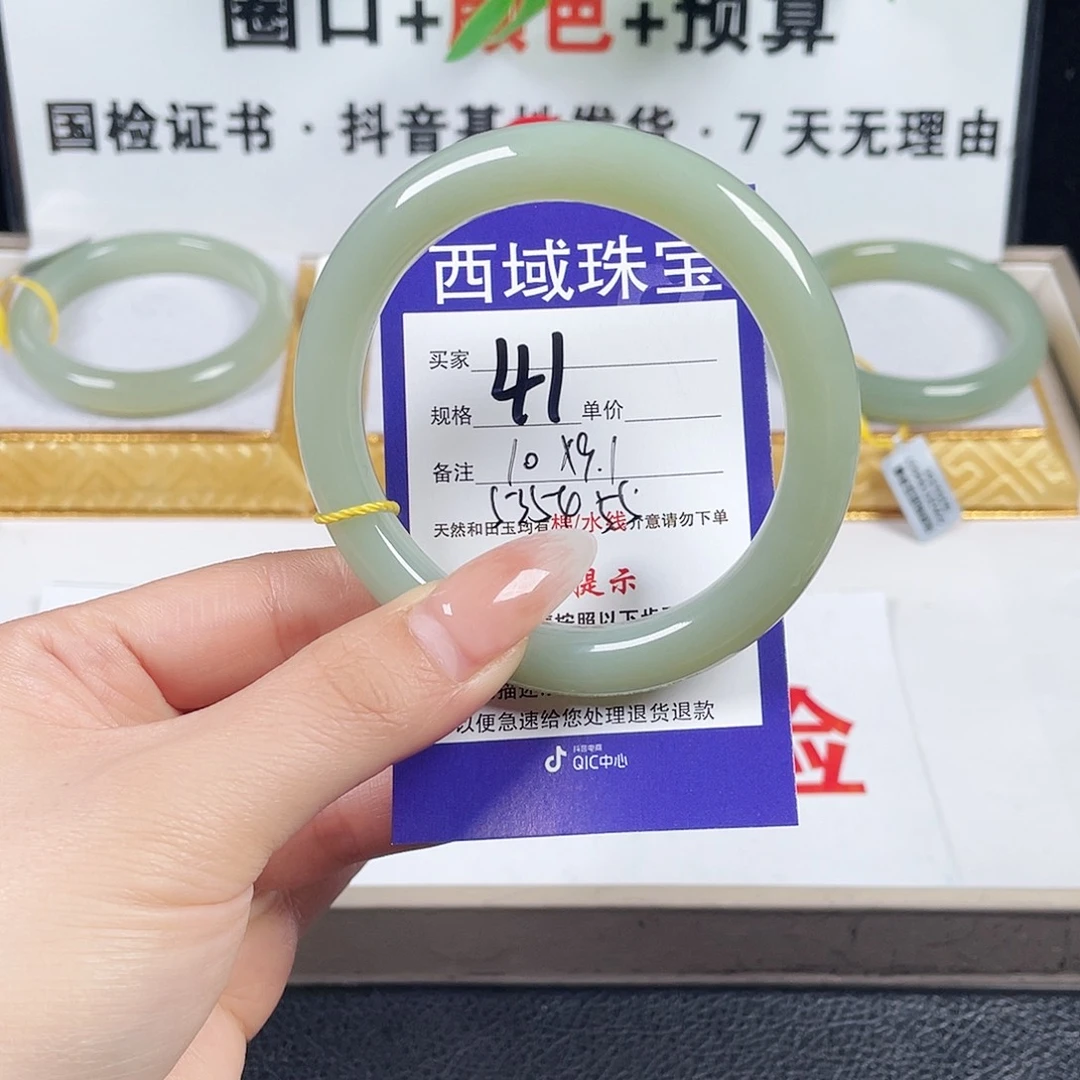 圈口+颜色+预算
国检证书·抖音基地发货·7天无理由
西域珠宝
买家
41
规格 单价
备注 10×9.1
天然和田玉均有棉/水线介意请勿下单
提示
按照以下步
描述
以便急速给您处理退货退款
抖音电商
QIC中心
检